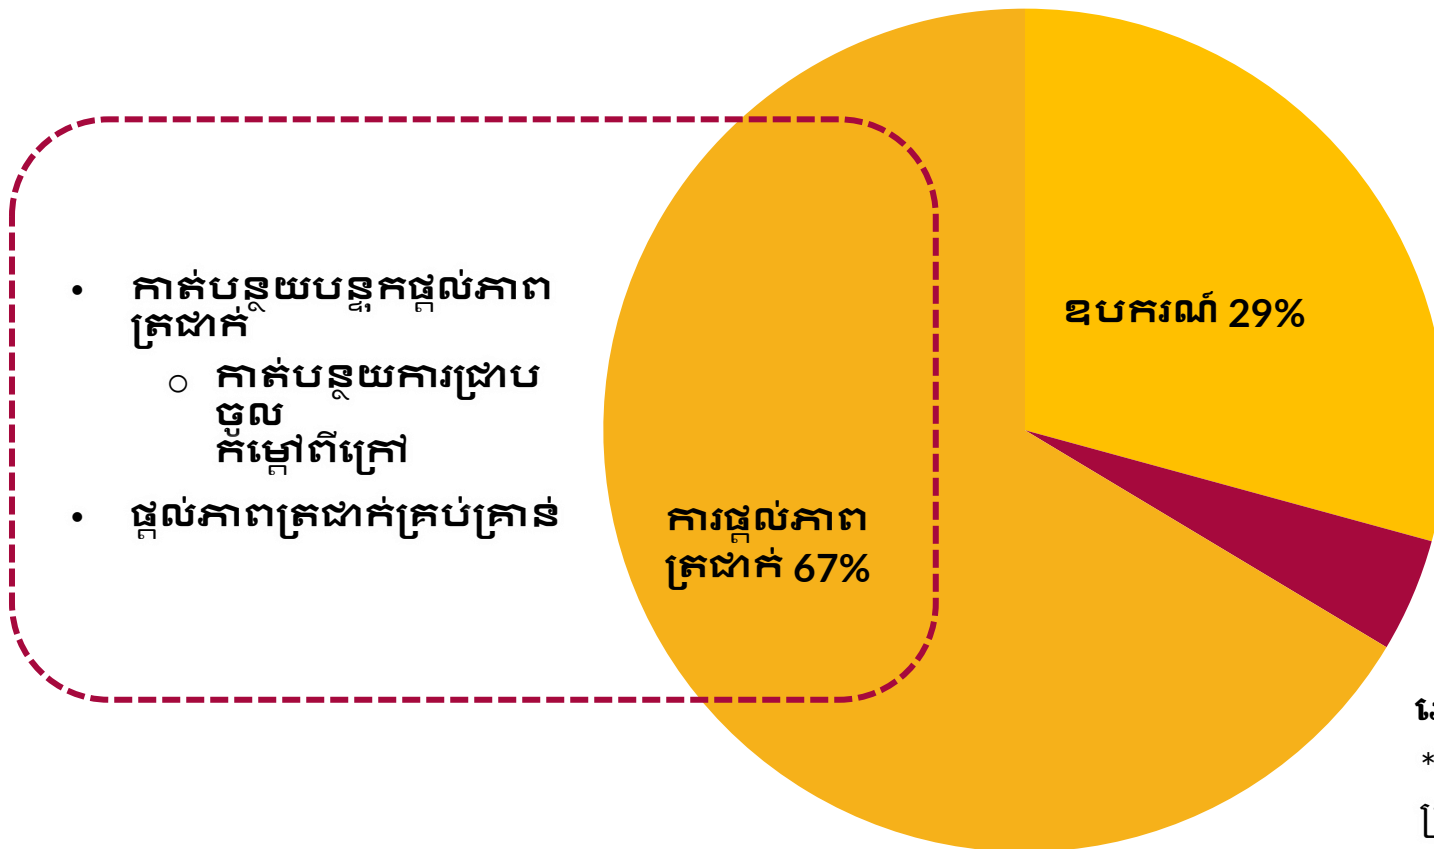 • កាត់បន្ថយបន្ទុកផ្តល់ភាព
ត្រជាក់
○ កាត់បន្ថយការជ្រាប
ចូល
កម្តៅពីក្រៅ
• ផ្តល់ភាពត្រជាក់គ្រប់គ្រាន់
ការផ្តល់ភាព
ត្រជាក់ 67%
ឧបករណ៍ 29%
*